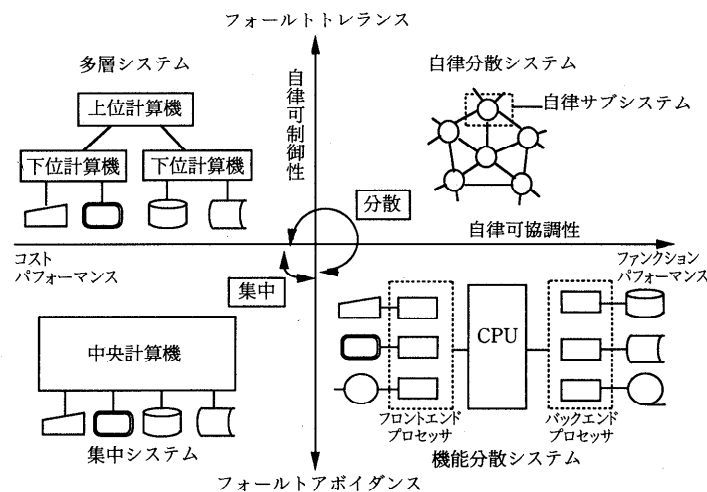 フォールトトレランス
多層システム
上位計算機
下位計算機
下位計算機
自律可制御性
自律分散システム
自律サブシステム
分散
自律可協調性
コスト
パフォーマンス
ファンクション
パフォーマンス
集中
中央計算機
集中システム
CPU
フロントエンド
プロセッサ
バックエンド
プロセッサ
機能分散システム
フォールトアボイダンス